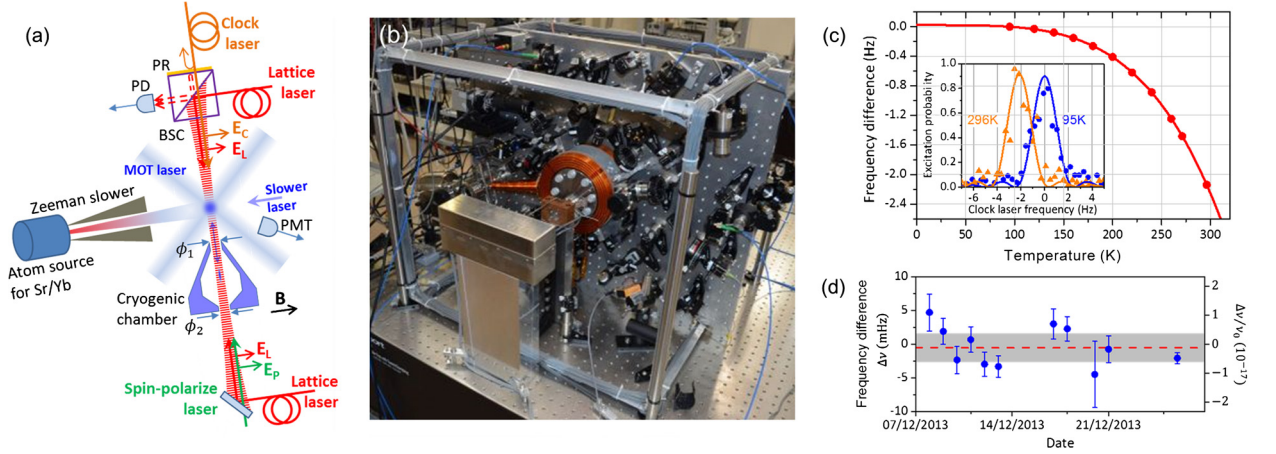 (a)
Clock
laser
PR
PD
Lattice
laser
BSC
E_C
E_L
MOT laser
Slower
laser
Zeeman slower
PMT
ϕ₁
Atom source
for Sr/Yb
Cryogenic
chamber
B
ϕ₂
E_L
E_P
Spin-polarize
laser
Lattice
laser
(b)
(c)
Frequency difference (Hz)
0.0
-0.4
-0.8
-1.2
-1.6
-2.0
-2.4
Excitation probability
1.0
0.8
0.6
0.4
0.2
0.0
296K
95K
-6 -4 -2 0 2 4
Clock laser frequency (Hz)
0 50 100 150 200 250 300
Temperature (K)
(d)
Frequency difference
Δν (mHz)
10
5
0
-5
-10
2
1
0
−1
−2
Δν/ν₀ (10⁻¹⁷)
07/12/2013 14/12/2013 21/12/2013
Date